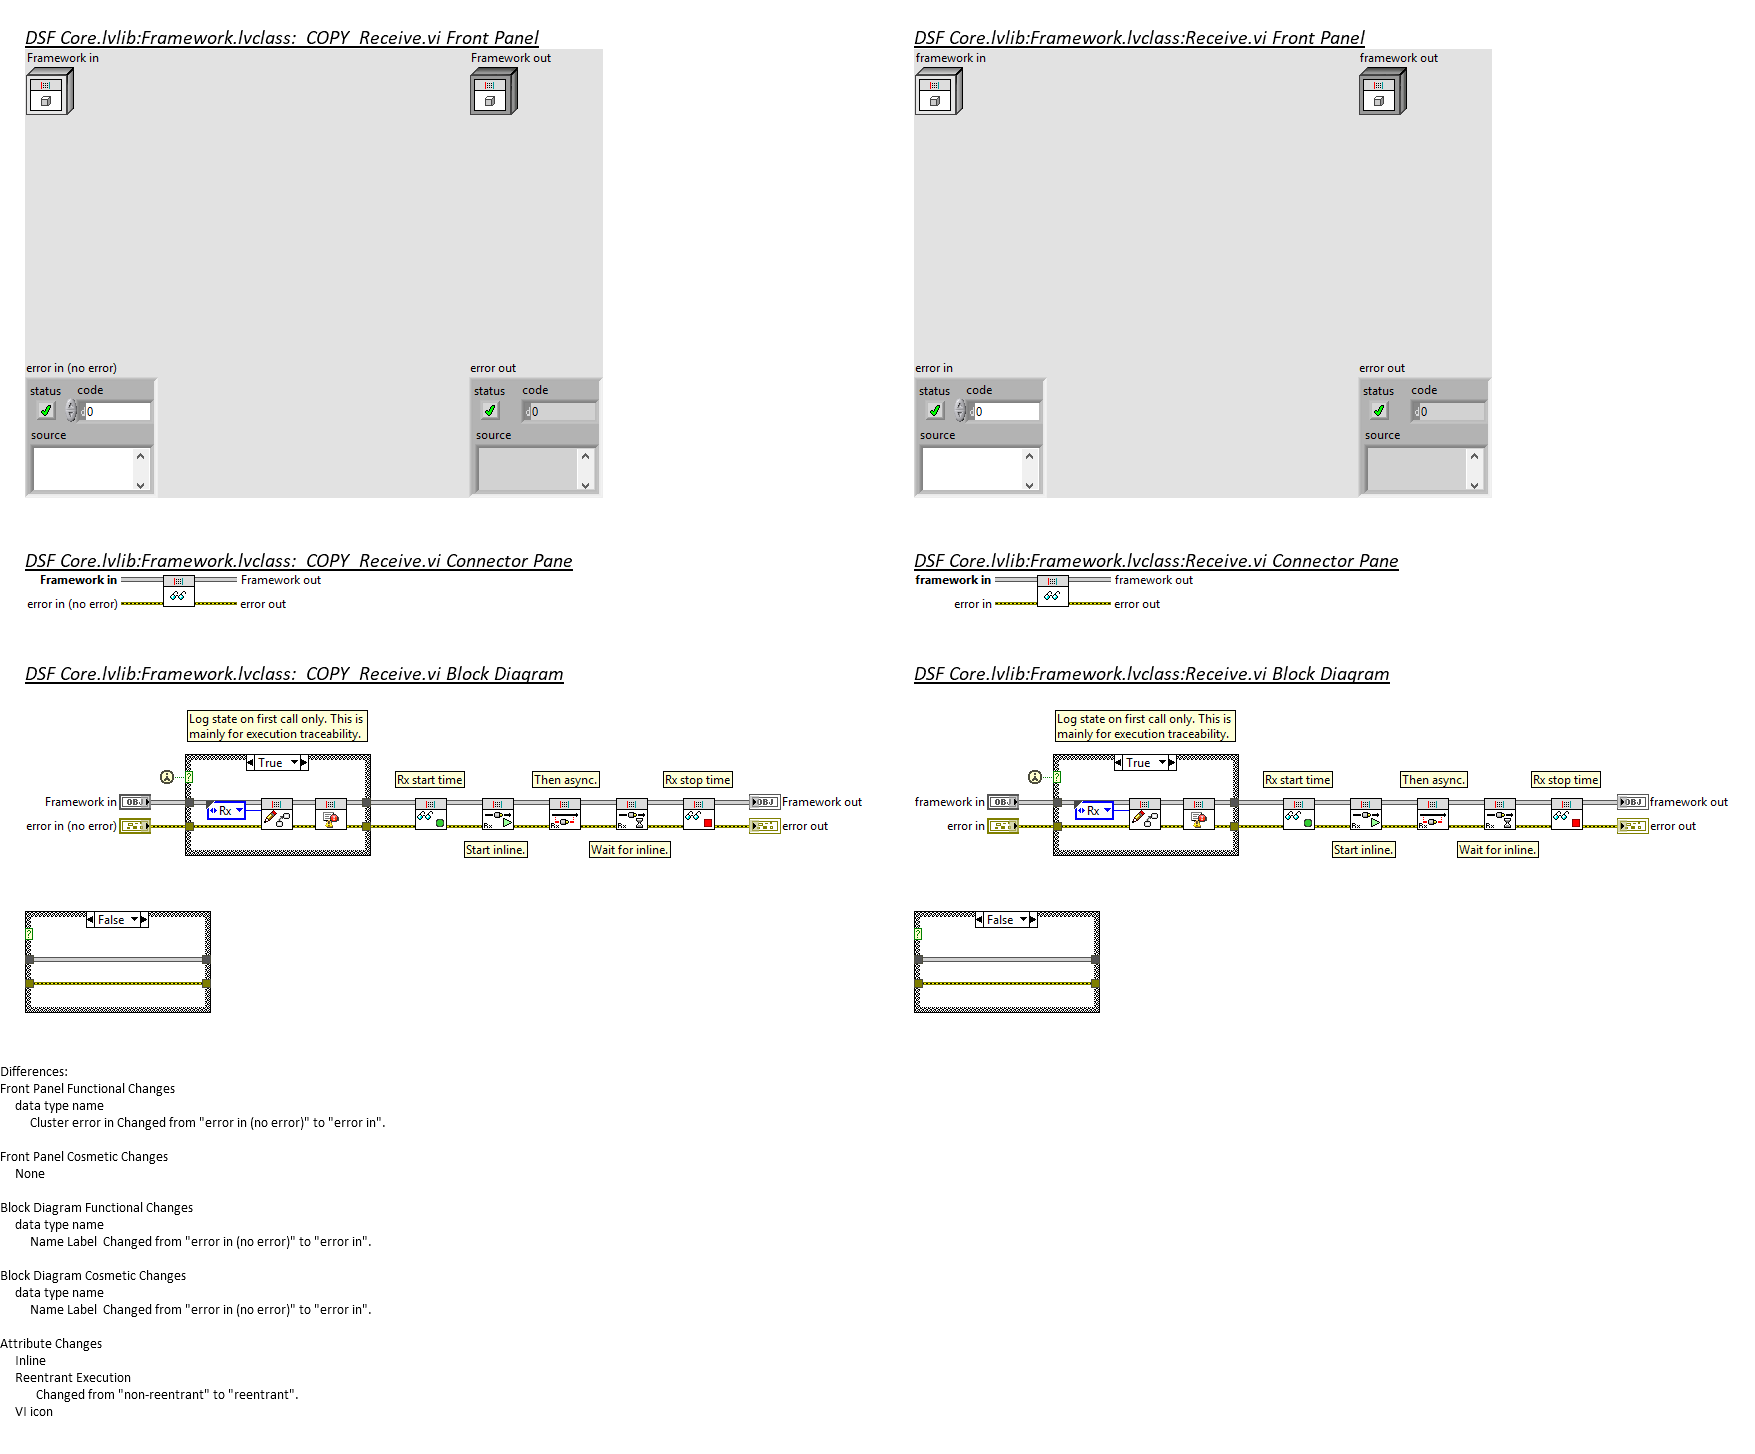 DSF Core.lvlib:Framework.lvclass:  COPY  Receive.vi Front Panel
Framework in
Framework out
error in (no error)
status
code
d
0
source
error out
status
code
d
0
source
DSF Core.lvlib:Framework.lvclass:Receive.vi Front Panel
framework in
framework out
error in
status
code
d
0
source
error out
status
code
d
0
source
DSF Core.lvlib:Framework.lvclass:  COPY  Receive.vi Connector Pane
Framework in
Framework out
error in (no error)
error out
DSF Core.lvlib:Framework.lvclass:Receive.vi Connector Pane
framework in
framework out
error in
error out
DSF Core.lvlib:Framework.lvclass:  COPY  Receive.vi Block Diagram
Log state on first call only. This is
mainly for execution traceability.
True
?
Rx start time
Then async.
Rx stop time
Framework in
OBJ
Rx
OBJ
Framework out
error in (no error)
Rx
Rx
Rx
error out
Start inline.
Wait for inline.
False
?
DSF Core.lvlib:Framework.lvclass:Receive.vi Block Diagram
Log state on first call only. This is
mainly for execution traceability.
True
?
Rx start time
Then async.
Rx stop time
framework in
OBJ
Rx
OBJ
framework out
error in
Rx
Rx
Rx
error out
Start inline.
Wait for inline.
False
?
Differences:
Front Panel Functional Changes
data type name
Cluster error in Changed from "error in (no error)" to "error in".
Front Panel Cosmetic Changes
None
Block Diagram Functional Changes
data type name
Name Label  Changed from "error in (no error)" to "error in".
Block Diagram Cosmetic Changes
data type name
Name Label  Changed from "error in (no error)" to "error in".
Attribute Changes
Inline
Reentrant Execution
Changed from "non-reentrant" to "reentrant".
VI icon